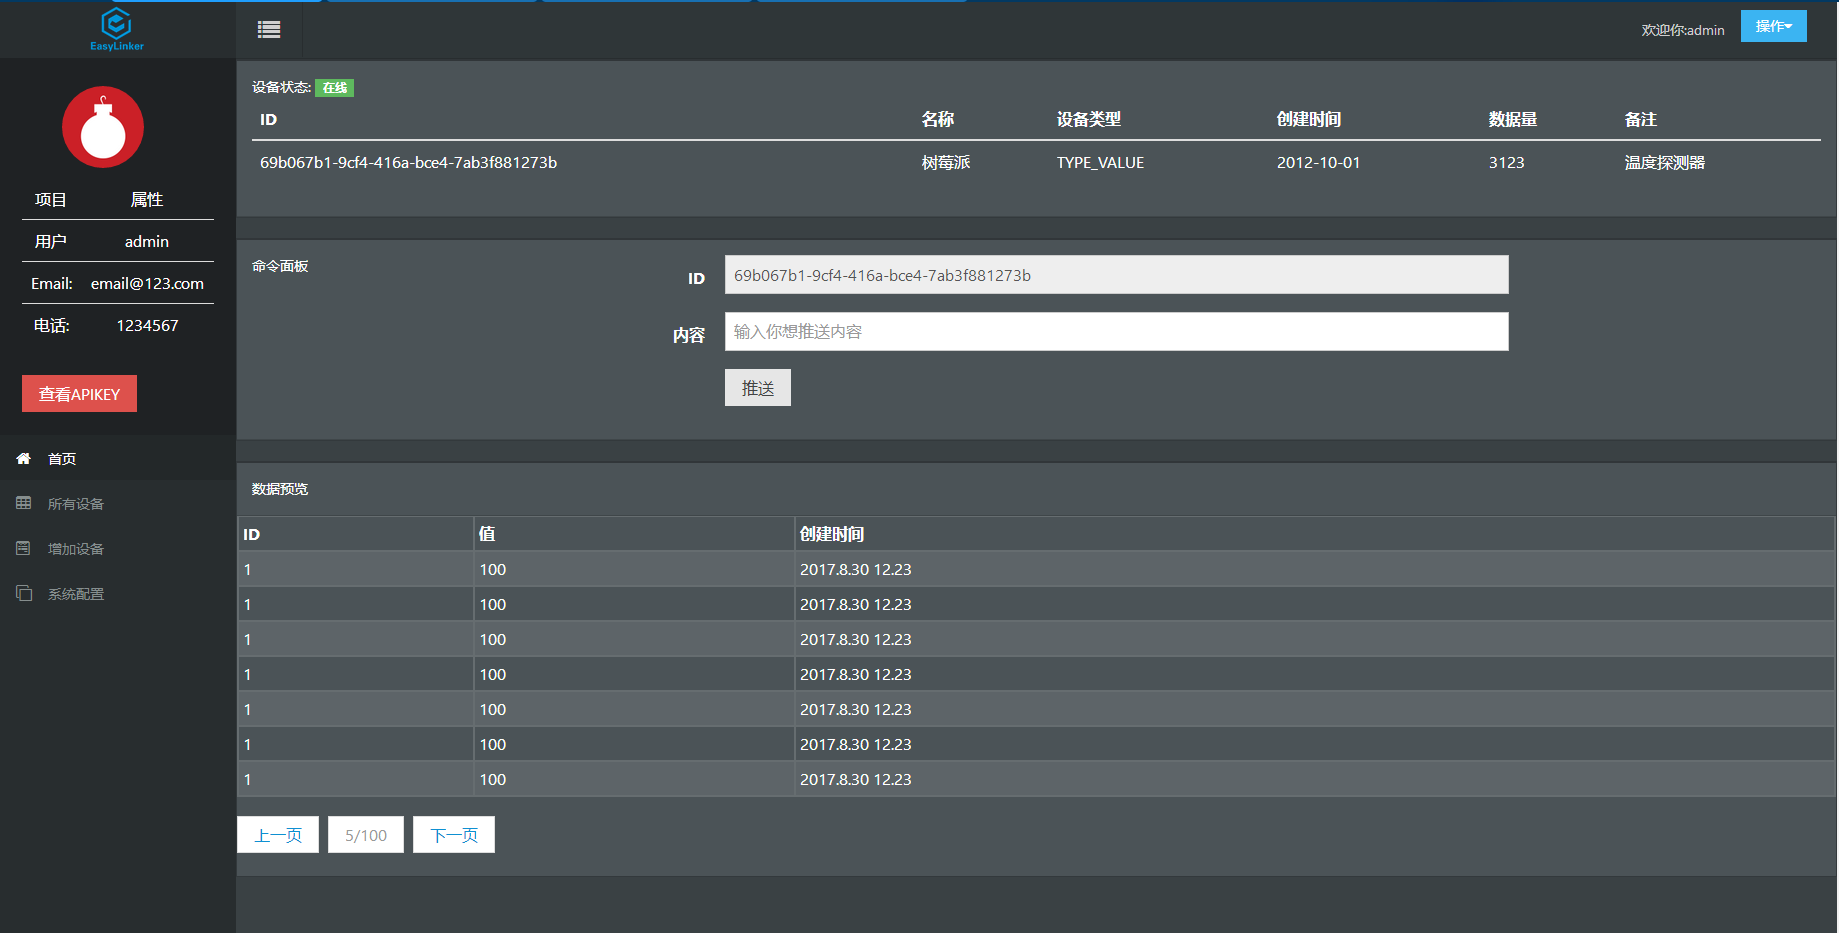 EasyLinker
欢迎你:admin
操作
项目 属性
用户 admin
Email: email@123.com
电话: 1234567
查看APIKEY
首页
所有设备
增加设备
系统配置
设备状态: 在线
ID 名称 设备类型 创建时间 数据量 备注
69b067b1-9cf4-416a-bce4-7ab3f881273b 树莓派 TYPE_VALUE 2012-10-01 3123 温度探测器
命令面板
ID 69b067b1-9cf4-416a-bce4-7ab3f881273b
内容 输入你想推送内容
推送
数据预览
ID 值 创建时间
1 100 2017.8.30 12.23
1 100 2017.8.30 12.23
1 100 2017.8.30 12.23
1 100 2017.8.30 12.23
1 100 2017.8.30 12.23
1 100 2017.8.30 12.23
1 100 2017.8.30 12.23
上一页 5/100 下一页